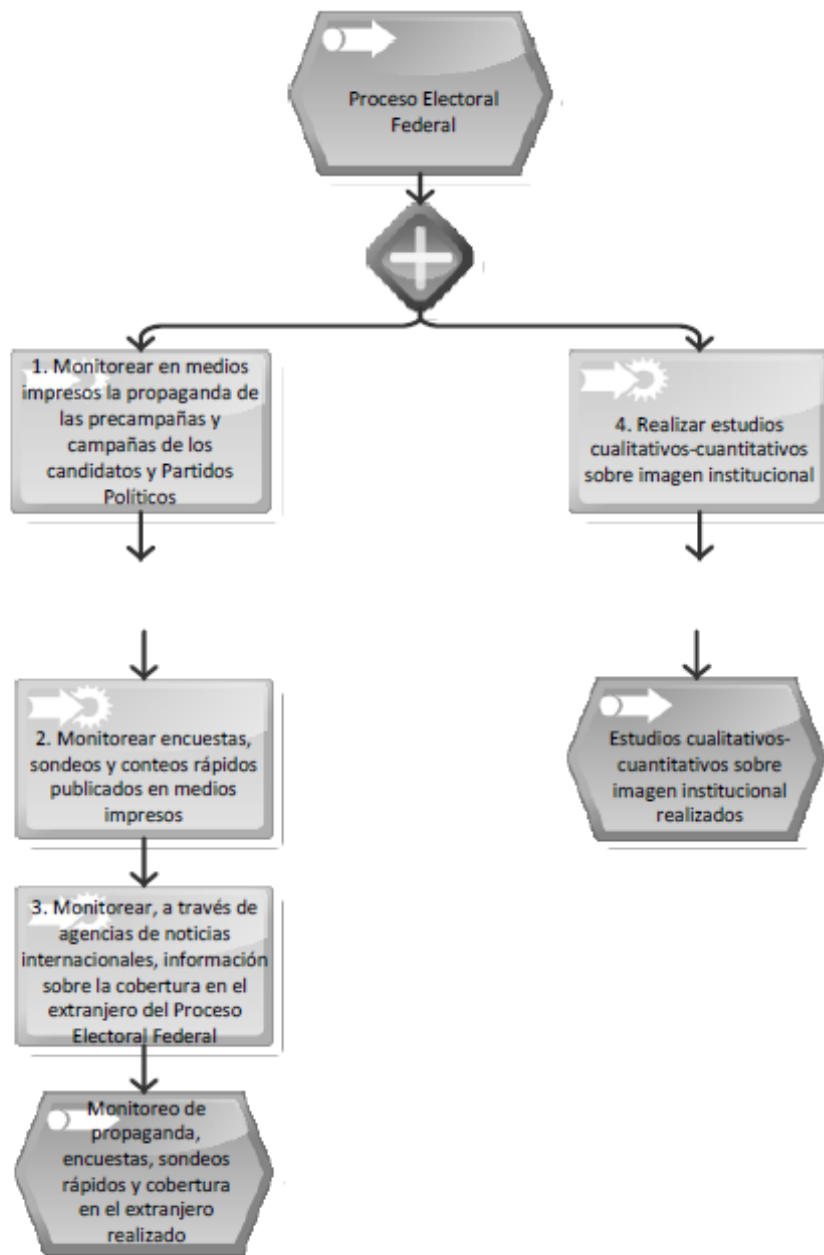 Proceso Electoral
Federal
1. Monitorear en medios
impresos la propaganda de
las precampañas y
campañas de los
candidatos y Partidos
Políticos
4. Realizar estudios
cualitativos-cuantitativos
sobre imagen institucional
2. Monitorear encuestas,
sondeos y conteos rápidos
publicados en medios
impresos
Estudios cualitativos-
cuantitativos sobre
imagen institucional
realizados
3. Monitorear, a través de
agencias de noticias
internacionales, información
sobre la cobertura en el
extranjero del Proceso
Electoral Federal
Monitoreo de
propaganda,
encuestas, sondeos
rápidos y cobertura
en el extranjero
realizado